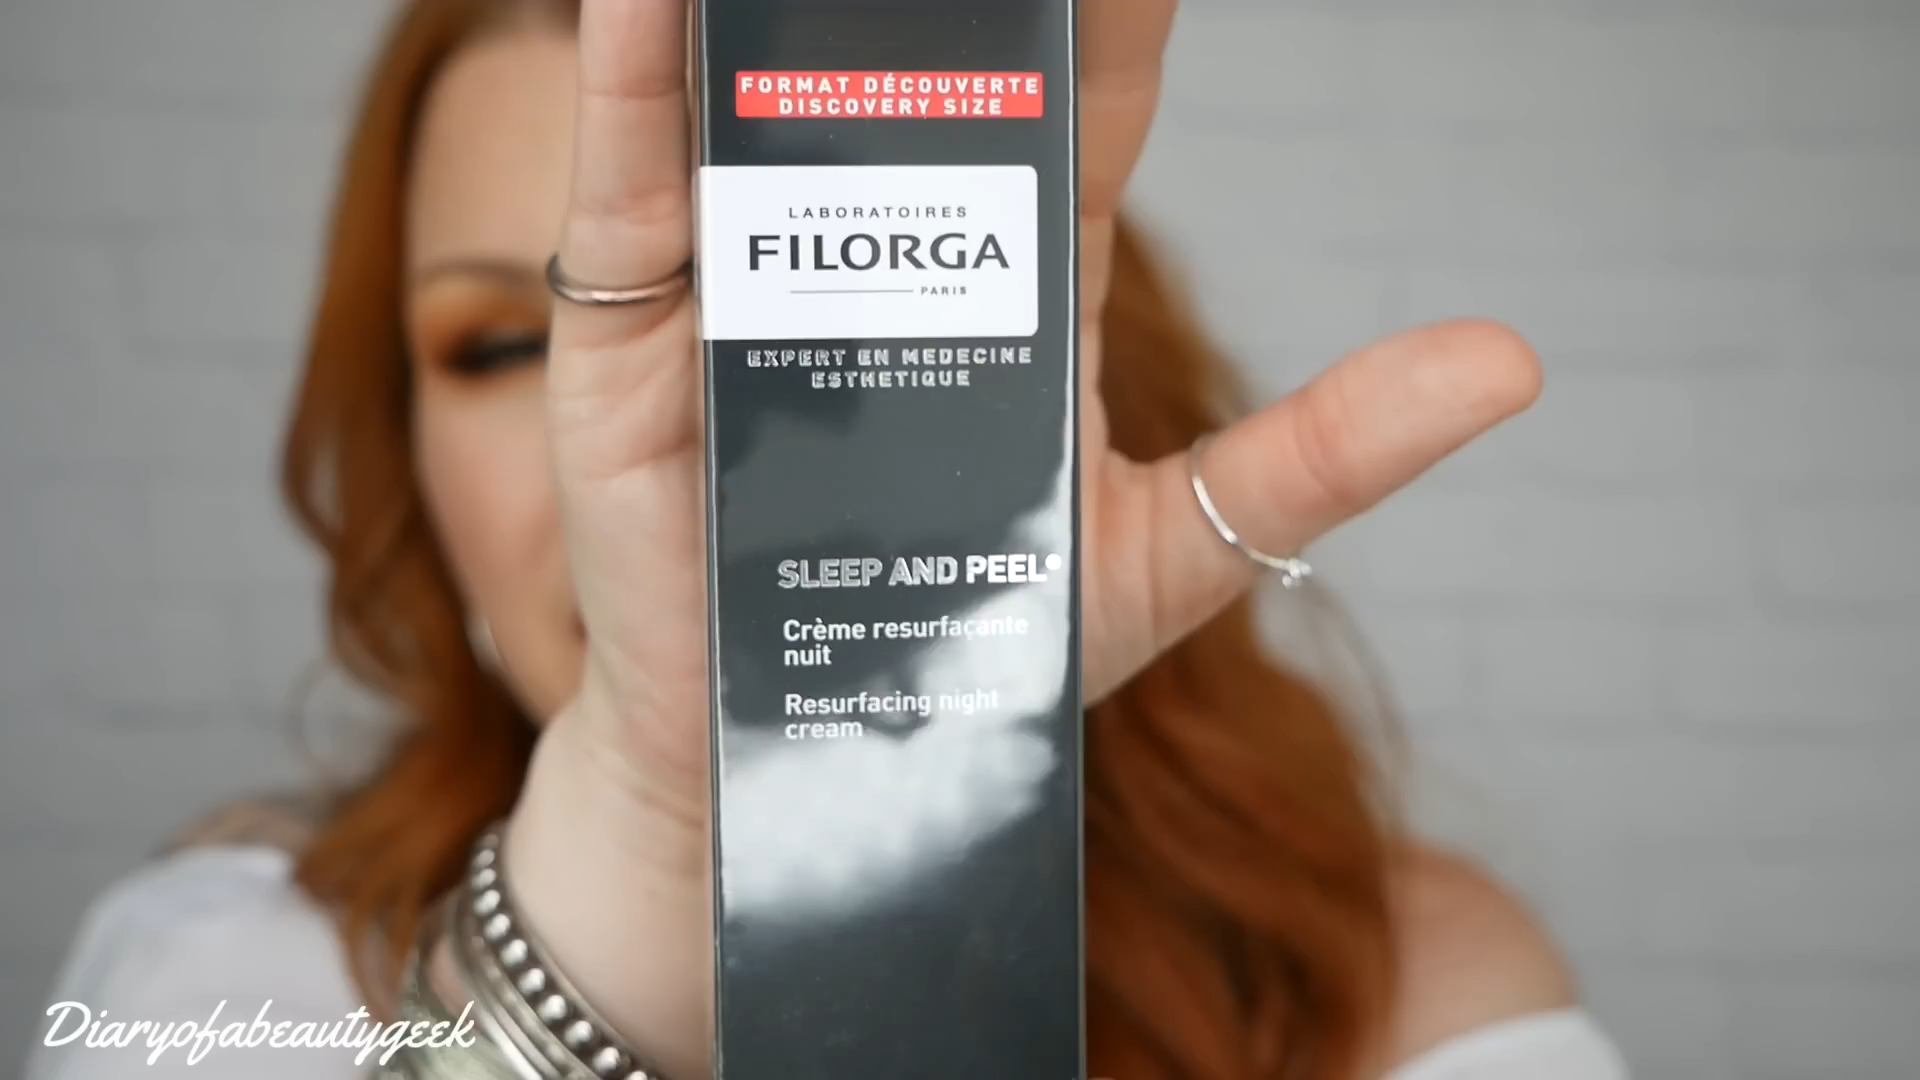 FORMAT DÉCOUVERTE
DISCOVERY SIZE
LABORATOIRES
FILORGA
PARIS
EXPERT EN MEDECINE
ESTHETIQUE
SLEEP AND PEEL®
Crème resurfaçante
nuit
Resurfacing night
cream
Diaryofabeautygeek